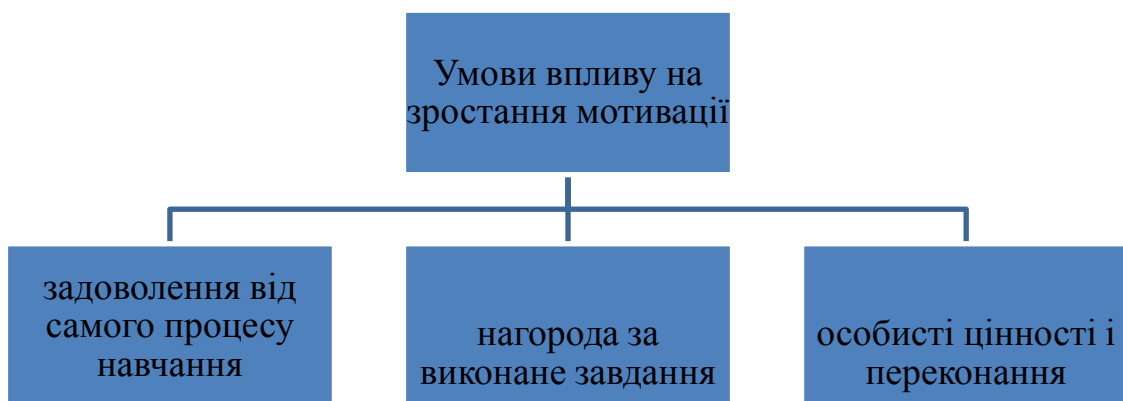 Умови впливу на
зростання мотивації
задоволення від
самого процесу
навчання
нагорода за
виконане завдання
особисті цінності і
переконання